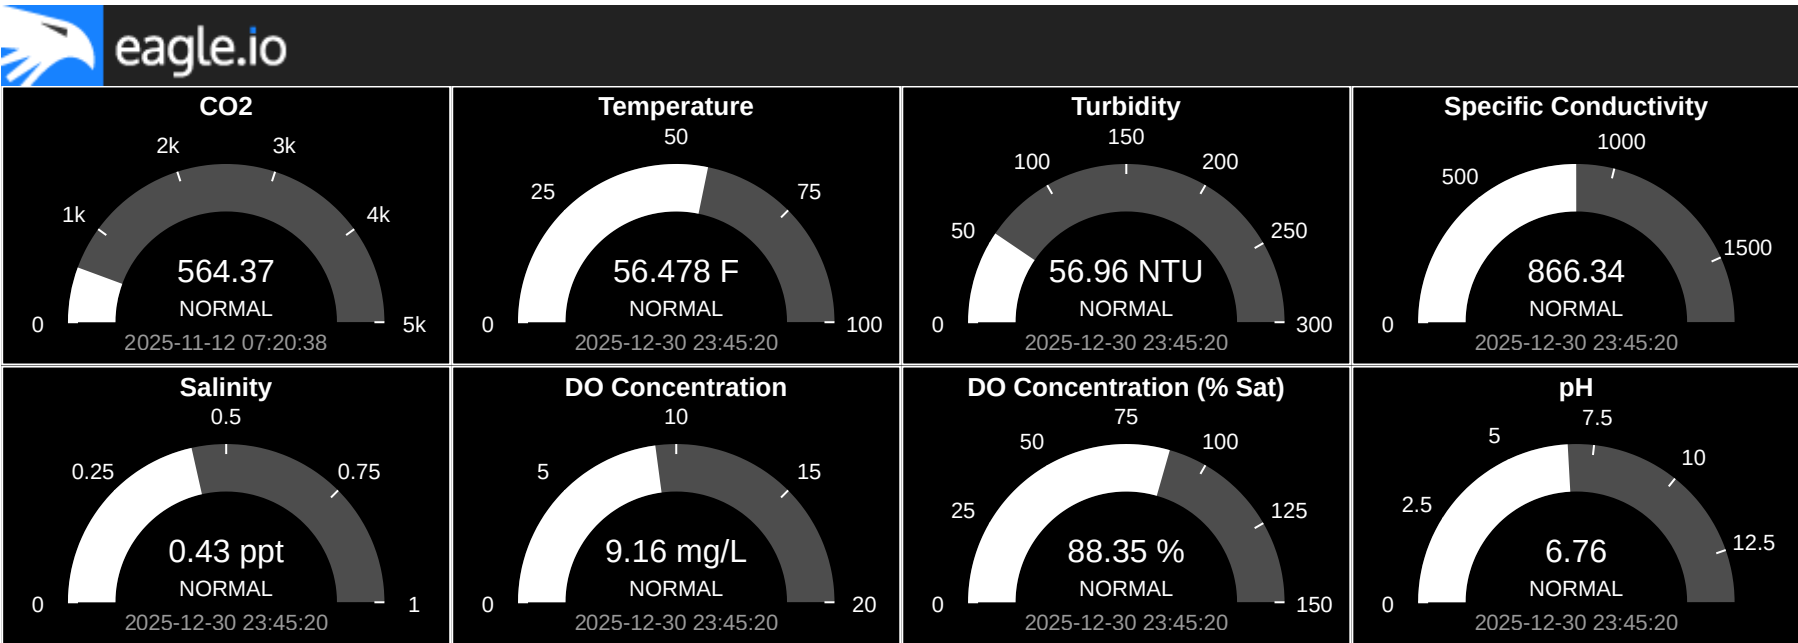 eagle.io
CO2
0
1k
2k
3k
4k
5k
564.37
NORMAL
2025-11-12 07:20:38
Temperature
0
25
50
75
100
56.478 F
NORMAL
2025-12-30 23:45:20
Turbidity
0
50
100
150
200
250
300
56.96 NTU
NORMAL
2025-12-30 23:45:20
Specific Conductivity
0
500
1000
1500
866.34
NORMAL
2025-12-30 23:45:20
Salinity
0
0.25
0.5
0.75
1
0.43 ppt
NORMAL
2025-12-30 23:45:20
DO Concentration
0
5
10
15
20
9.16 mg/L
NORMAL
2025-12-30 23:45:20
DO Concentration (% Sat)
0
25
50
75
100
125
150
88.35 %
NORMAL
2025-12-30 23:45:20
pH
0
2.5
5
7.5
10
12.5
6.76
NORMAL
2025-12-30 23:45:20